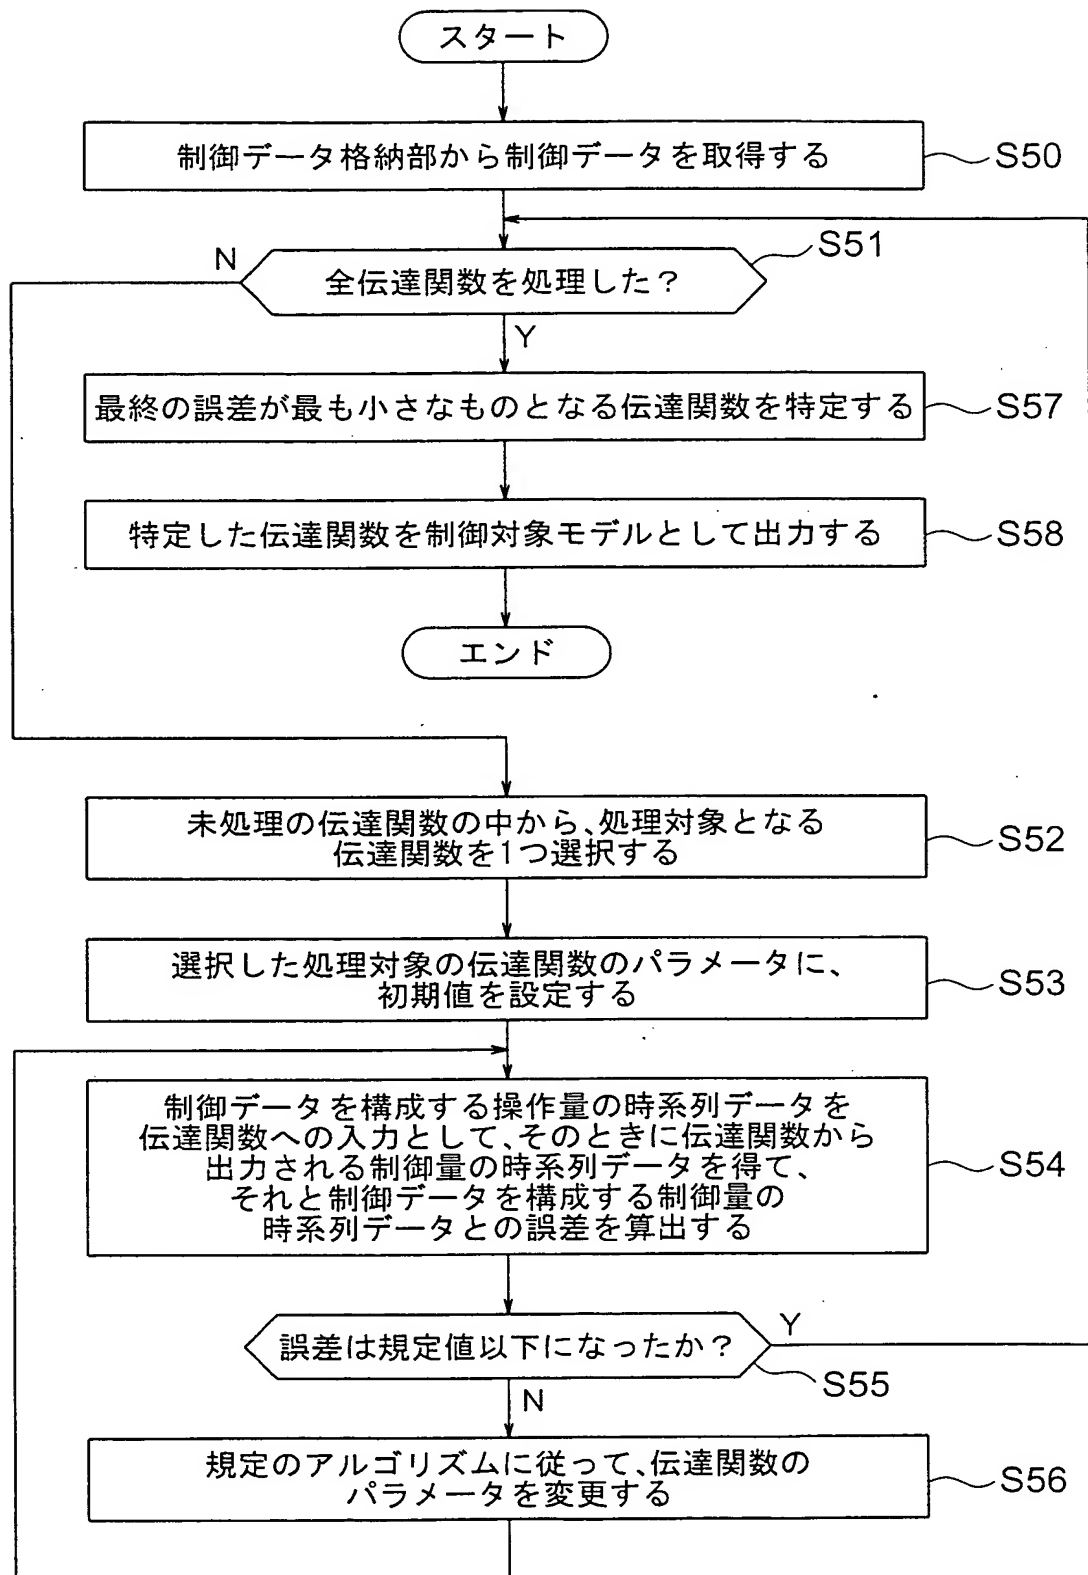 スタート
制御データ格納部から制御データを取得する
S50
N
全伝達関数を処理した？
S51
Y
最終の誤差が最も小さなものとなる伝達関数を特定する
S57
特定した伝達関数を制御対象モデルとして出力する
S58
エンド
未処理の伝達関数の中から、処理対象となる
伝達関数を1つ選択する
S52
選択した処理対象の伝達関数のパラメータに、
初期値を設定する
S53
制御データを構成する操作量の時系列データを
伝達関数への入力として、そのときに伝達関数から
出力される制御量の時系列データを得て、
それと制御データを構成する制御量の
時系列データとの誤差を算出する
S54
誤差は規定値以下になったか？
Y
S55
N
規定のアルゴリズムに従って、伝達関数の
パラメータを変更する
S56